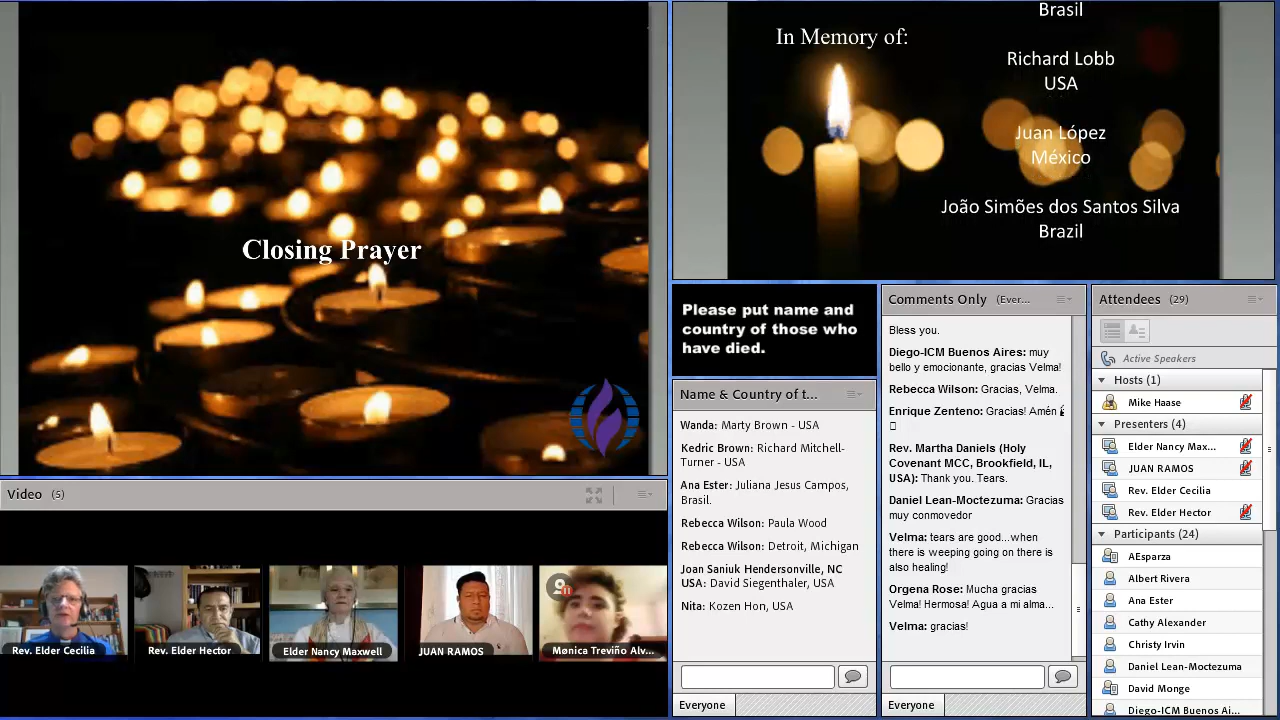 Closing Prayer
In Memory of:
Brasil
Richard Lobb
USA
Juan López
México
João Simões dos Santos Silva
Brazil
Video (5)
Rev. Elder Cecilia
Rev. Elder Hector
Elder Nancy Maxwell
JUAN RAMOS
Mønica Treviño Alv...
Please put name and
country of those who
have died.
Name & Country of t...
Wanda: Marty Brown - USA
Kedric Brown: Richard Mitchell-
Turner - USA
Ana Ester: Juliana Jesus Campos,
Brasil.
Rebecca Wilson: Paula Wood
Rebecca Wilson: Detroit, Michigan
Joan Saniuk Hendersonville, NC
USA: David Siegenthaler, USA
Nita: Kozen Hon, USA
Everyone
Comments Only (Ever...
Bless you.
Diego-ICM Buenos Aires: muy
bello y emocionante, gracias Velma!
Rebecca Wilson: Gracias, Velma.
Enrique Zenteno: Gracias! Amén
Rev. Martha Daniels (Holy
Covenant MCC, Brookfield, IL,
USA): Thank you. Tears.
Daniel Lean-Moctezuma: Gracias
muy conmovedor
Velma: tears are good...when
there is weeping going on there is
also healing!
Orgena Rose: Mucha gracias
Velma! Hermosa! Agua a mi alma...
Velma: gracias!
Everyone
Attendees (29)
Active Speakers
Hosts (1)
Mike Haase
Presenters (4)
Elder Nancy Max...
JUAN RAMOS
Rev. Elder Cecilia
Rev. Elder Hector
Participants (24)
AEsparza
Albert Rivera
Ana Ester
Cathy Alexander
Christy Irvin
Daniel Lean-Moctezuma
David Monge
Diego-ICM Buenos Ai...